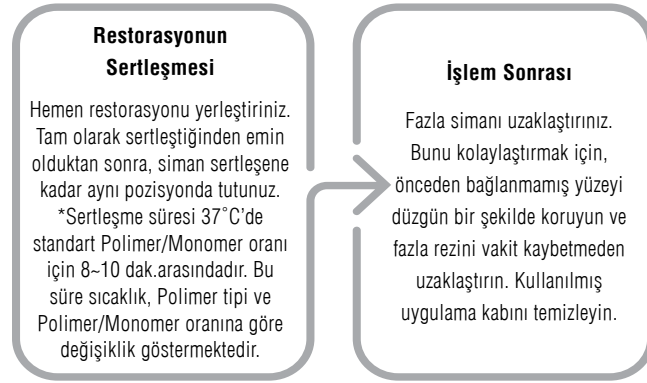 Restorasyonun
Sertleşmesi
Hemen restorasyonu yerleştiriniz.
Tam olarak sertleştiğinden emin
olduktan sonra, siman sertleşene
kadar aynı pozisyonda tutunuz.
*Sertleşme süresi 37˚C’de
standart Polimer/Monomer oranı
için 8~10 dak.arasındadır. Bu
süre sıcaklık, Polimer tipi ve
Polimer/Monomer oranına göre
değişiklik göstermektedir.
İşlem Sonrası
Fazla simanı uzaklaştırınız.
Bunu kolaylaştırmak için,
önceden bağlanmamış yüzeyi
düzgün bir şekilde koruyun ve
fazla rezini vakit kaybetmeden
uzaklaştırın. Kullanılmış
uygulama kabını temizleyin.